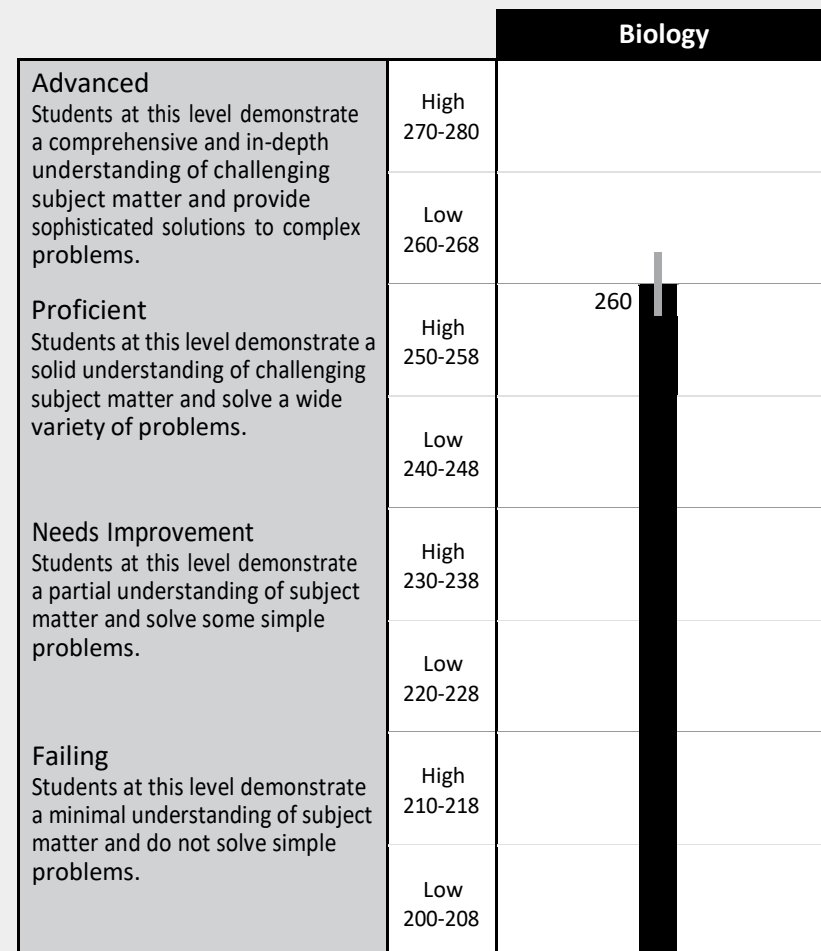 Biology
Advanced
Students at this level demonstrate
a comprehensive and in-depth
understanding of challenging
subject matter and provide
sophisticated solutions to complex
problems.
High
270-280
Low
260-268
Proficient
Students at this level demonstrate a
solid understanding of challenging
subject matter and solve a wide
variety of problems.
High
250-258
260
Low
240-248
Needs Improvement
Students at this level demonstrate
a partial understanding of subject
matter and solve some simple
problems.
High
230-238
Low
220-228
Failing
Students at this level demonstrate
a minimal understanding of subject
matter and do not solve simple
problems.
High
210-218
Low
200-208